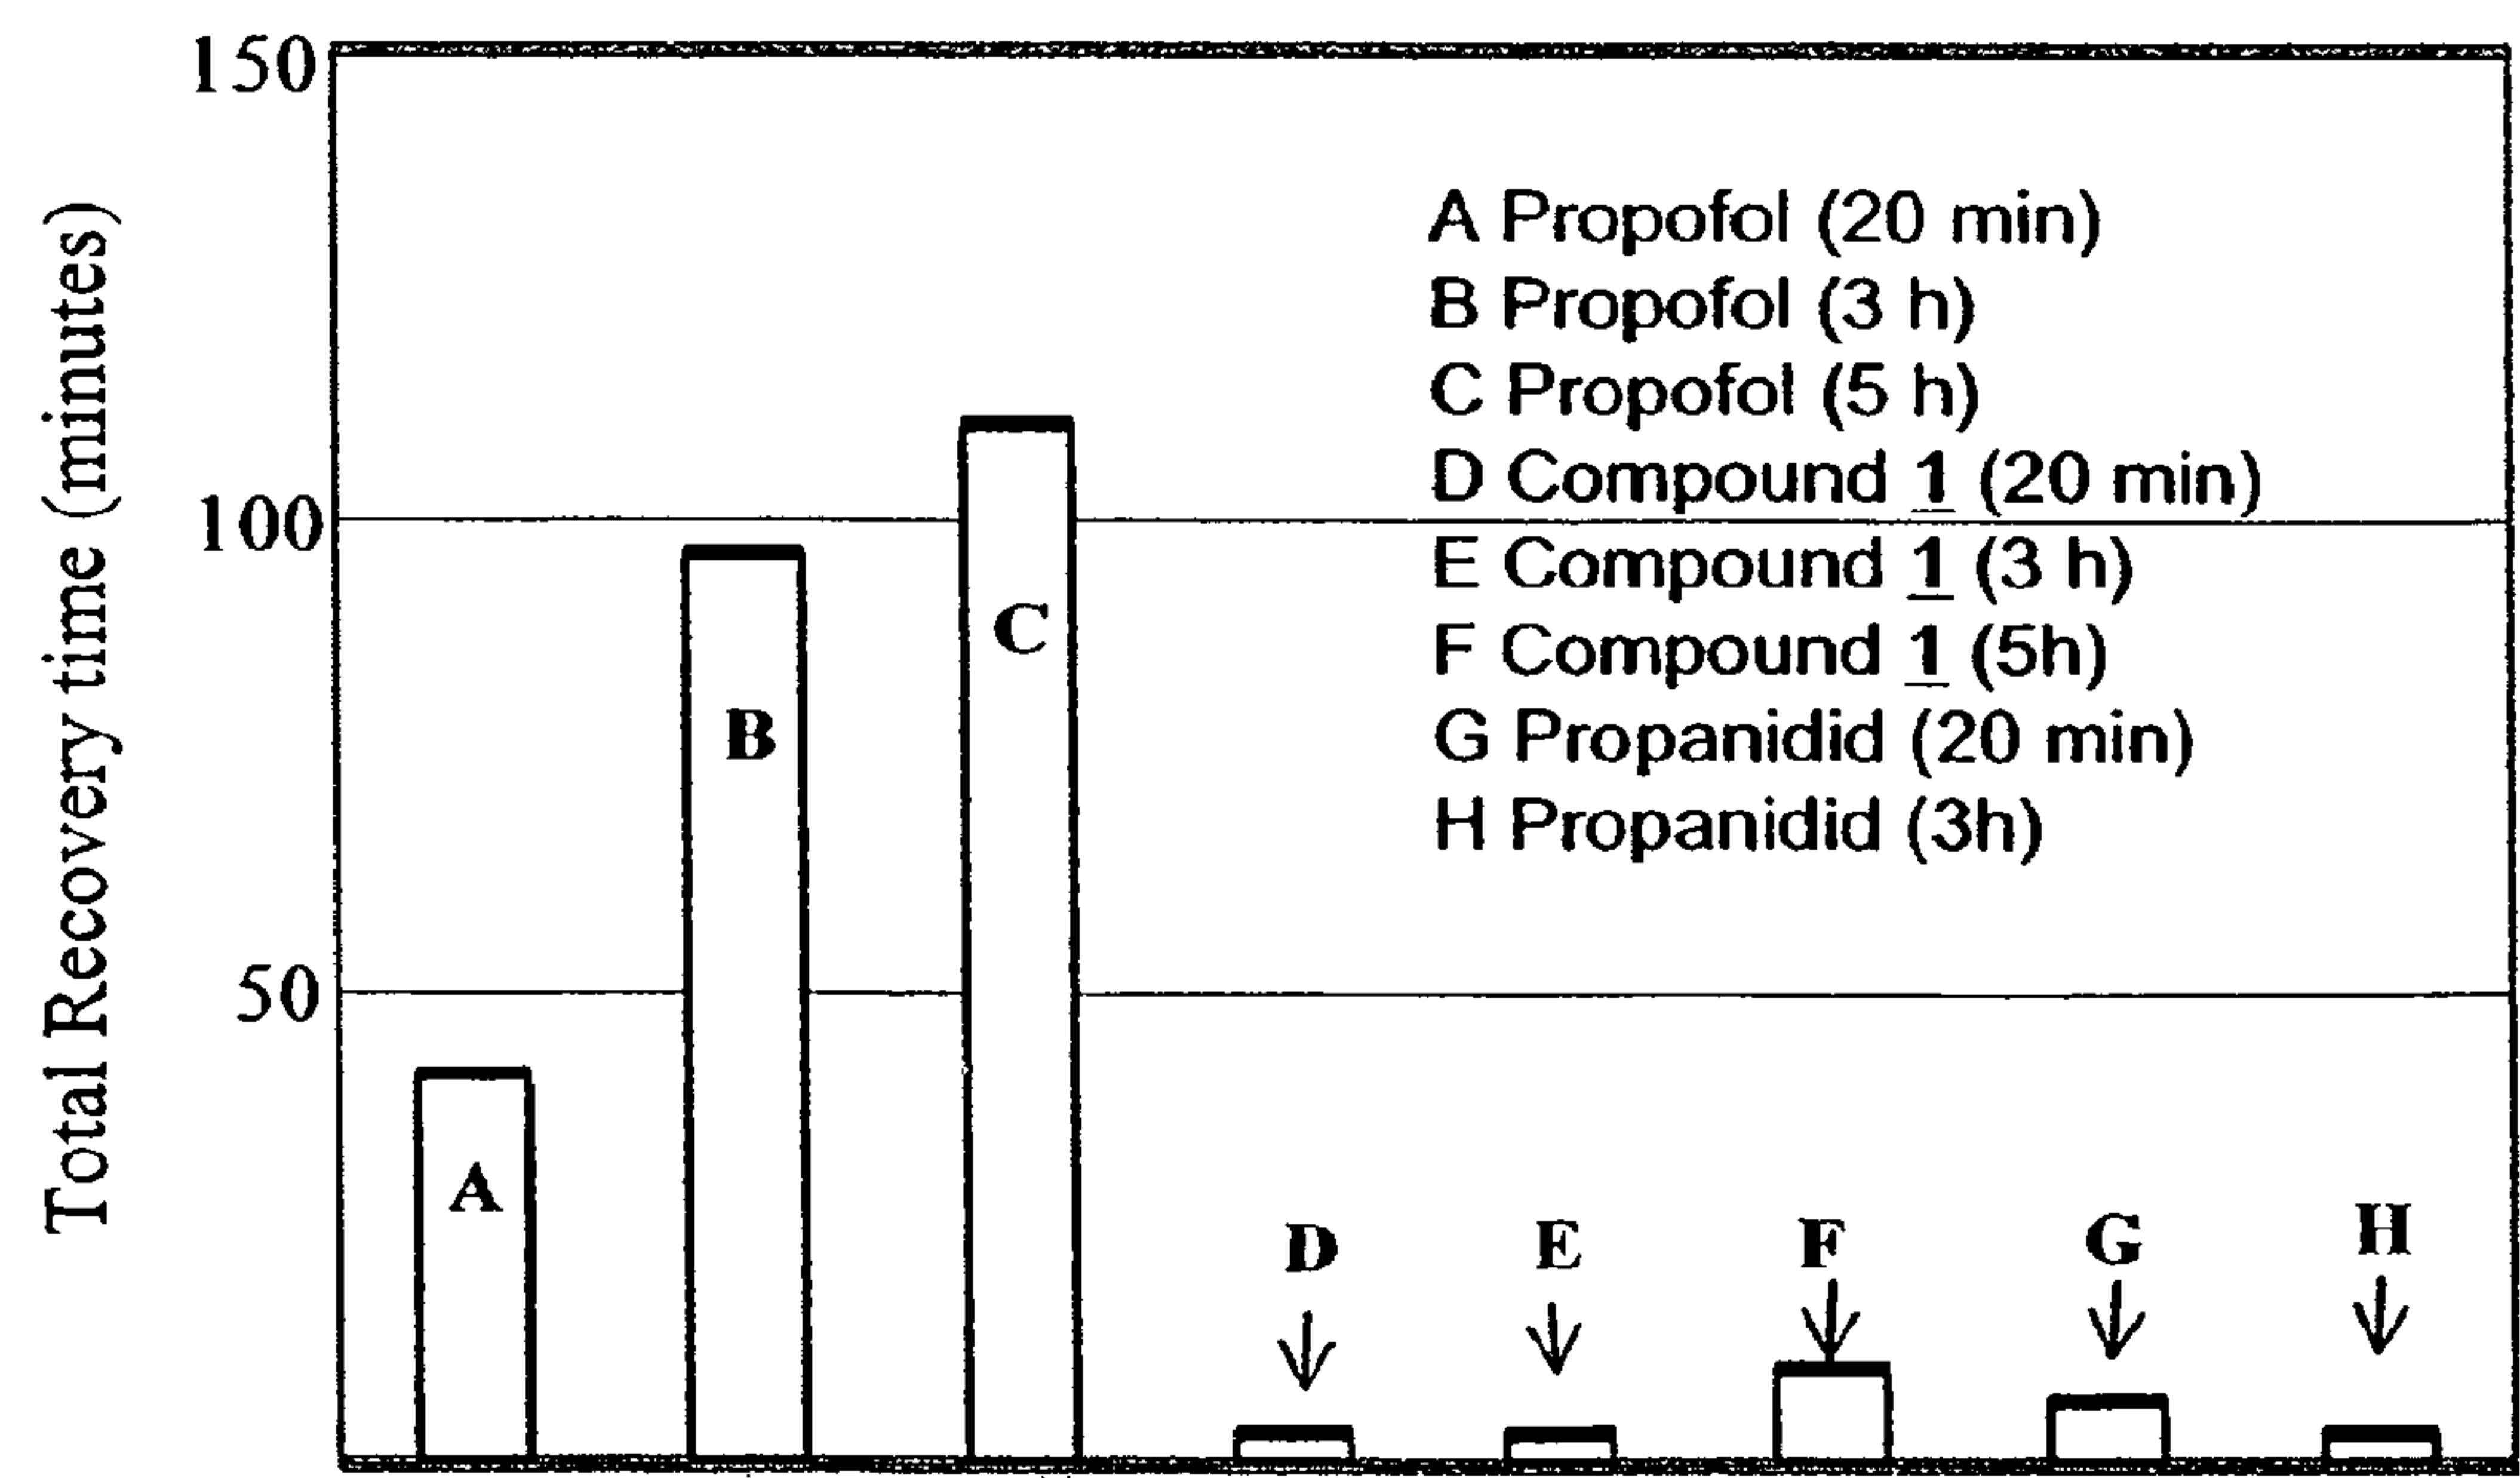 Total Recovery time (minutes)
150
100
50
A Propofol (20 min)
B Propofol (3 h)
C Propofol (5 h)
D Compound 1 (20 min)
E Compound 1 (3 h)
F Compound 1 (5h)
G Propanidid (20 min)
H Propanidid (3h)
A
B
C
D
E
F
G
H